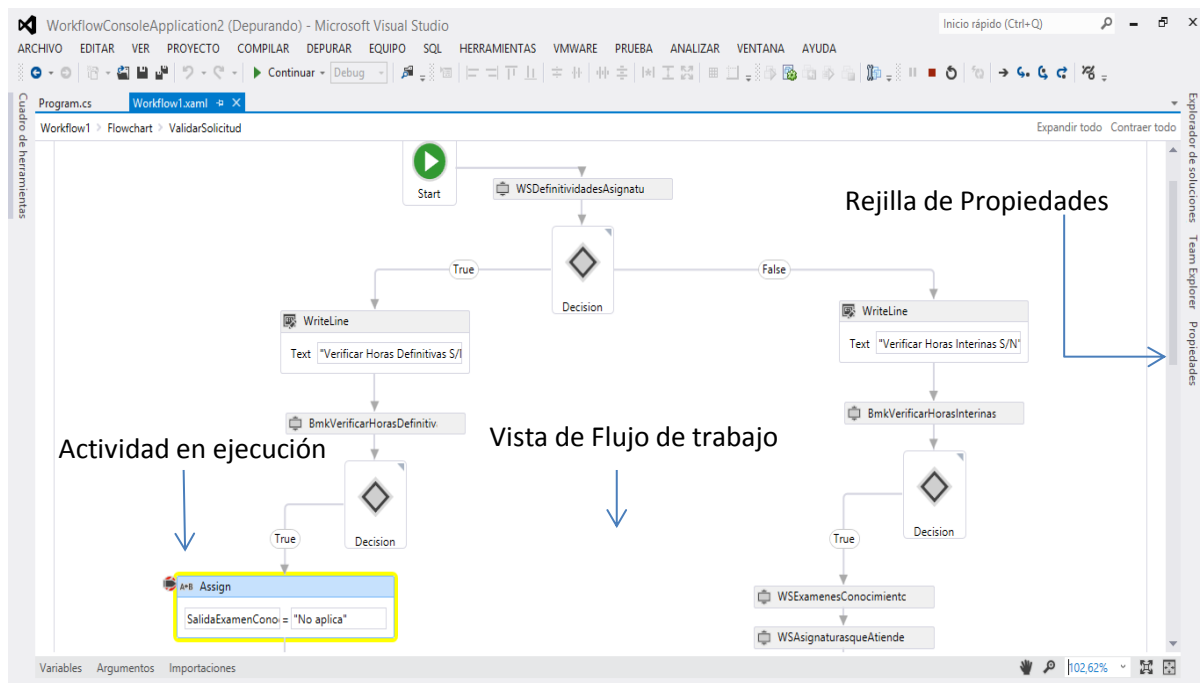 WorkflowConsoleApplication2 (Depurando) - Microsoft Visual Studio
Inicio rápido (Ctrl+Q)
ARCHIVO EDITAR VER PROYECTO COMPILAR DEPURAR EQUIPO SQL HERRAMIENTAS VMWARE PRUEBA ANALIZAR VENTANA AYUDA
Continuar Debug
Cuadro de herramientas
Program.cs Workflow1.xaml
Workflow1 > Flowchart > ValidarSolicitud
Expandir todo Contraer todo
Explorador de soluciones Team Explorer Propiedades
Start
WSDefinitividadesAsignatu
Rejilla de Propiedades
True
False
Decision
WriteLine
Text "Verificar Horas Definitivas S/I
WriteLine
Text "Verificar Horas Interinas S/N"
BmkVerificarHorasDefinitiv
BmkVerificarHorasInterinas
Actividad en ejecución
Vista de Flujo de trabajo
True
Decision
True
Decision
A+B Assign
SalidaExamenCono = "No aplica"
WSExamenesConocimientc
WSAsignaturasqueAtiende
Variables Argumentos Importaciones
102,62%